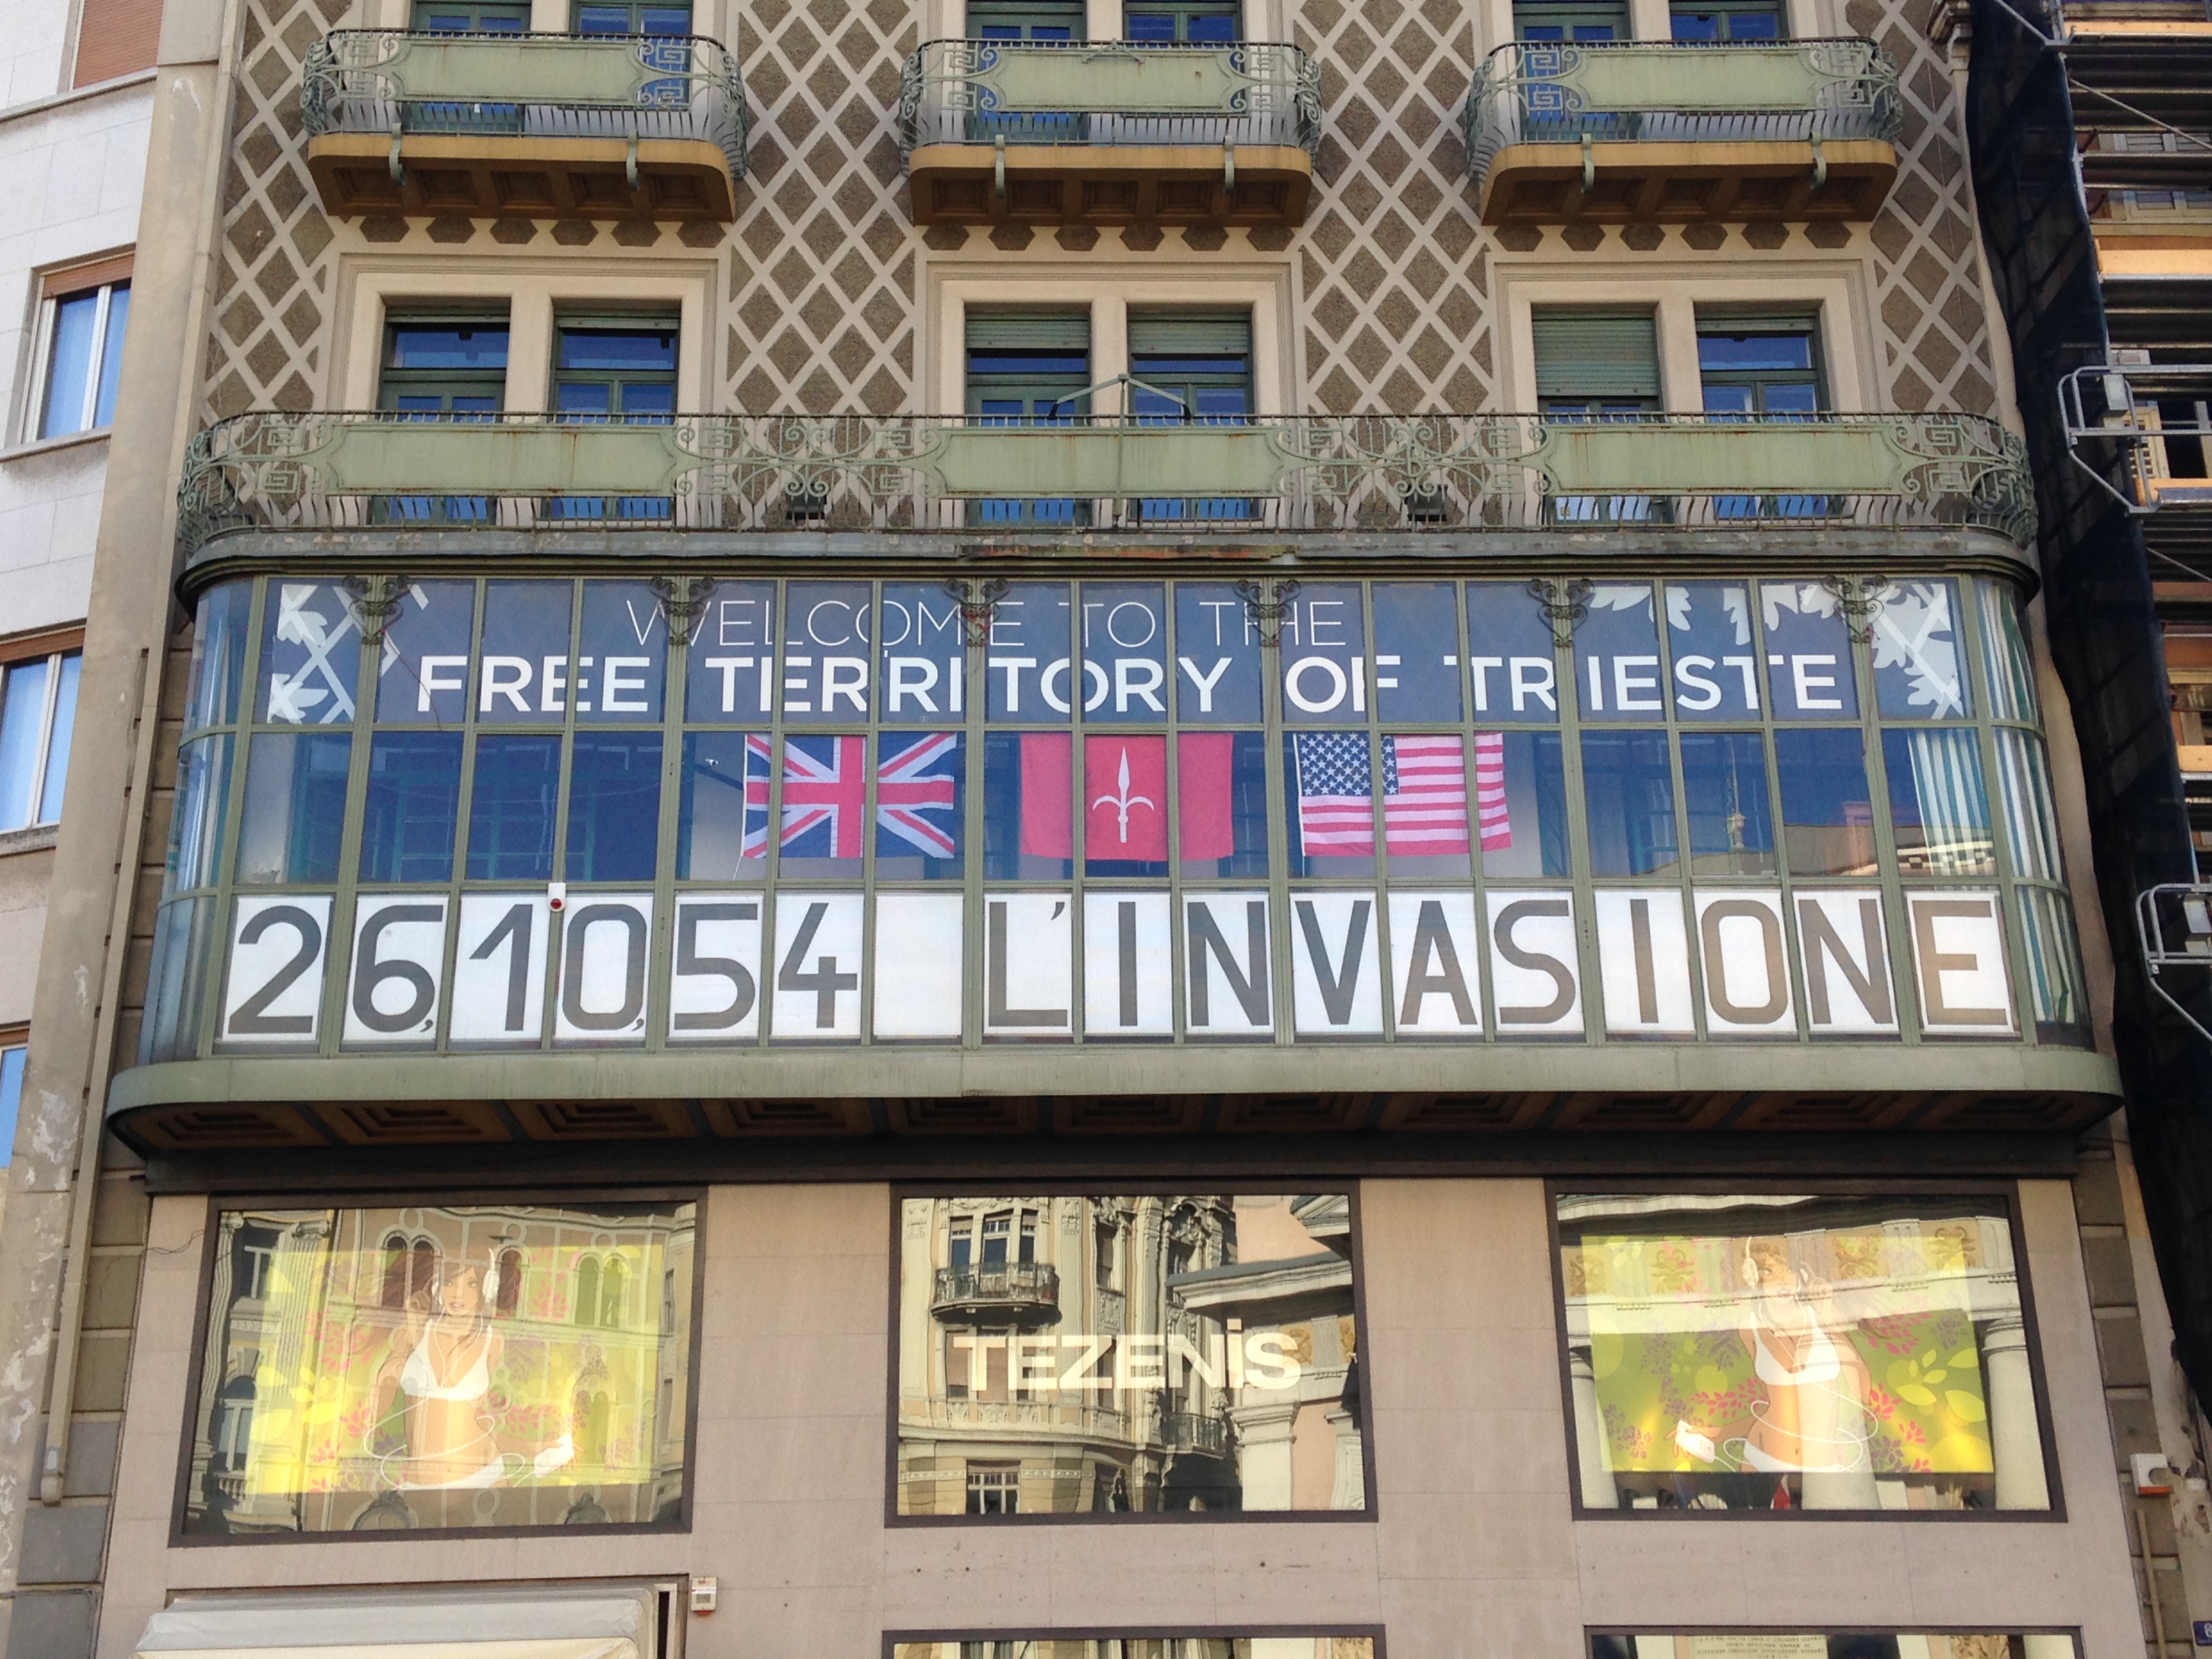 WELCOME TO THE
FREE TERRITORY OF TRIESTE
26,10,54 L'INVASIONE
TEZENIS